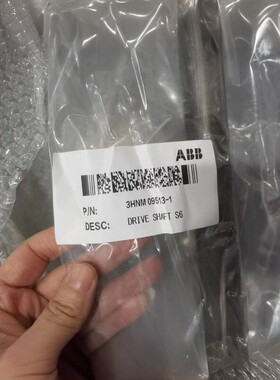 ABB
P/N: 3HNM 09513-1
DESC: DRIVE SHAFT S6